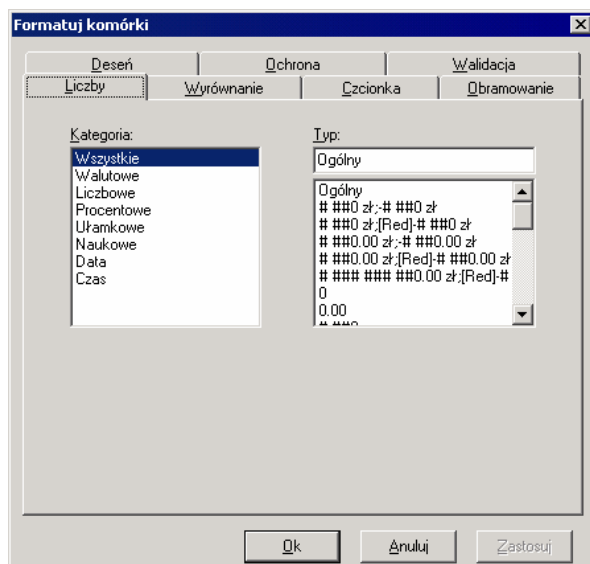 Formatuj komórki
Deseń Ochrona Walidacja
Liczby Wyrównanie Czcionka Obramowanie
Kategoria: Typ:
Wszystkie
Walutowe
Liczbowe
Procentowe
Ułamkowe
Naukowe
Data
Czas
Ogólny
Ogólny
# ##0 zł;-# ##0 zł
# ##0 zł;[Red]-# ##0 zł
# ##0.00 zł;-# ##0.00 zł
# ##0.00 zł;[Red]-# ##0.00 zł
# ### ### ##0.00 zł;[Red]-#
0
0.00
# ##0
Ok Anuluj Zastosuj